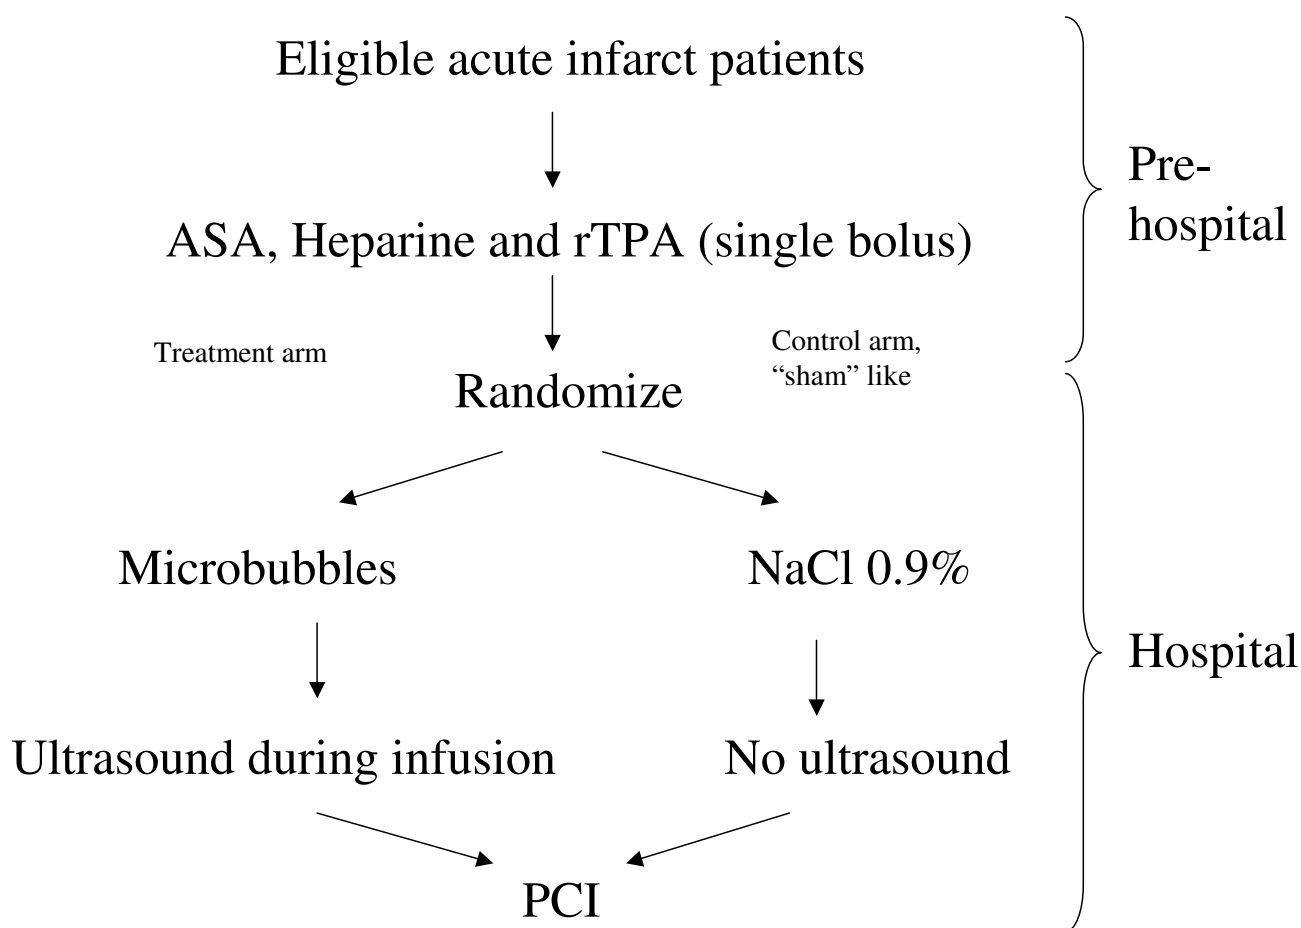 Eligible acute infarct patients
Pre-
hospital
ASA, Heparine and rTPA (single bolus)
Treatment arm
Control arm,
“sham” like
Randomize
Microbubbles
NaCl 0.9%
Hospital
Ultrasound during infusion
No ultrasound
PCI